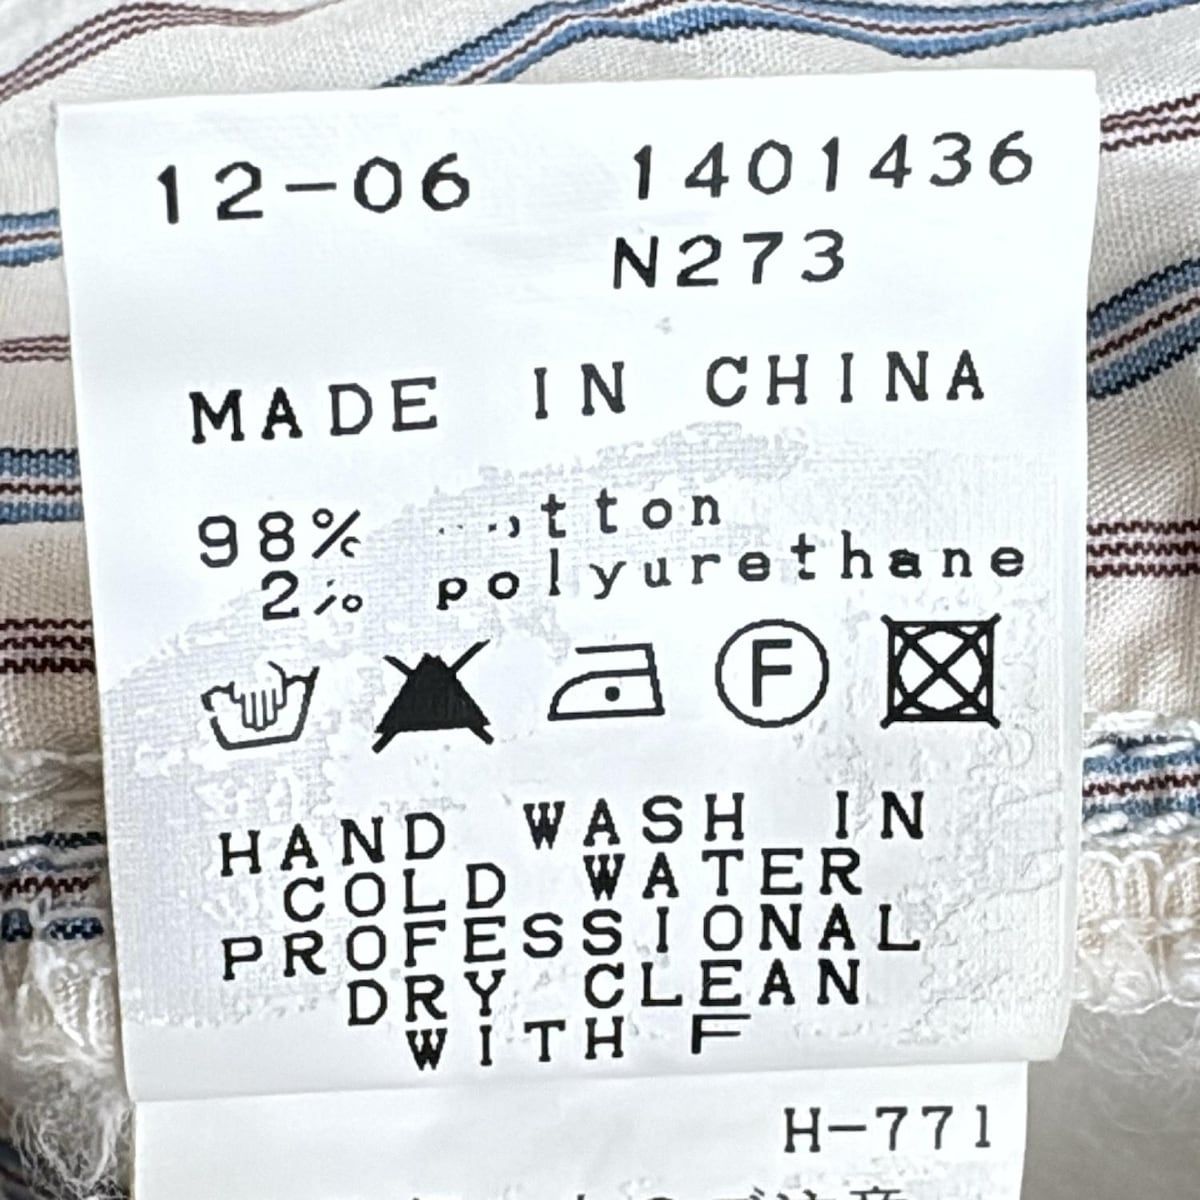 12-06 1401436
N273
MADE IN CHINA
98% cotton
2% polyurethane
F
HAND WASH IN
COLD WATER
PROFESSIONAL
DRY CLEAN
WITH F
H-771